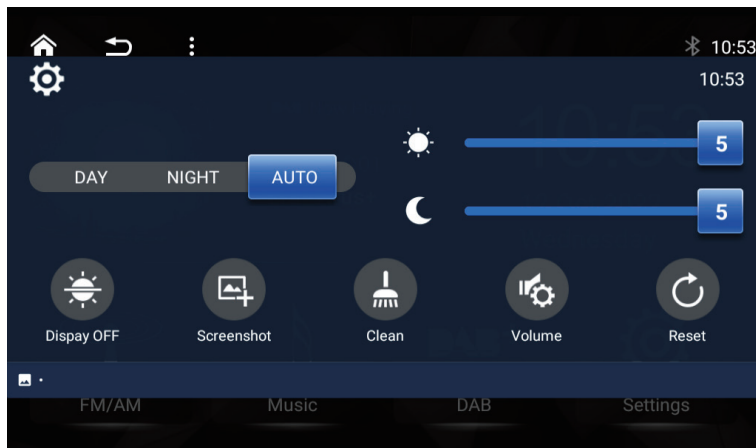 10:53
10:53
DAY NIGHT AUTO
5
5
Dispay OFF Screenshot Clean Volume Reset
FM/AM Music DAB Settings